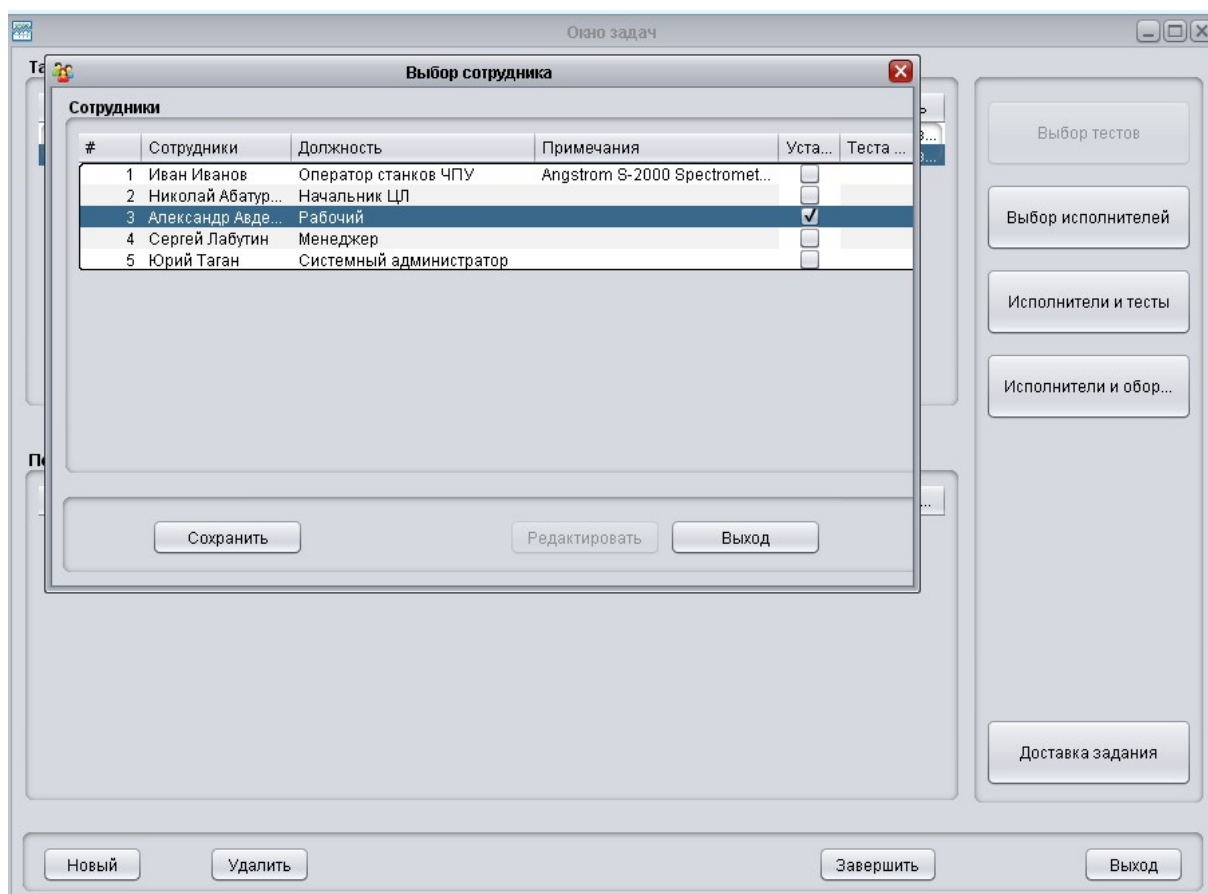 Окно задач
Та
Выбор сотрудника
Сотрудники
# Сотрудники Должность Примечания Уста... Теста ...
1 Иван Иванов Оператор станков ЧПУ Angstrom S-2000 Spectromet...
2 Николай Абатур... Начальник ЦЛ
3 Александр Авде... Рабочий
4 Сергей Лабутин Менеджер
5 Юрий Таган Системный администратор
Сохранить Редактировать Выход
Выбор тестов
Выбор исполнителей
Исполнители и тесты
Исполнители и обор...
Доставка задания
Новый Удалить Завершить Выход